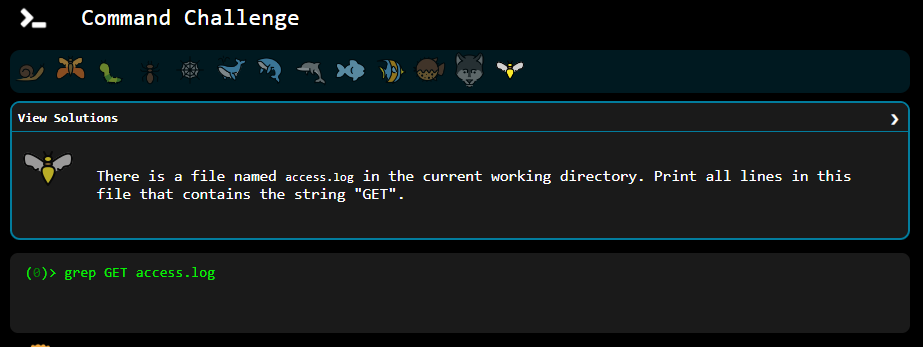 Command Challenge
View Solutions
There is a file named access.log in the current working directory. Print all lines in this
file that contains the string "GET".
(0)> grep GET access.log